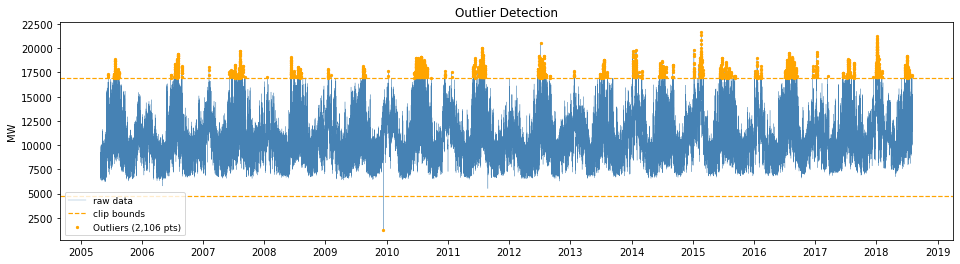 Outlier Detection
MW
22500
20000
17500
15000
12500
10000
7500
5000
2500
raw data
clip bounds
Outliers (2,106 pts)
2005 2006 2007 2008 2009 2010 2011 2012 2013 2014 2015 2016 2017 2018 2019